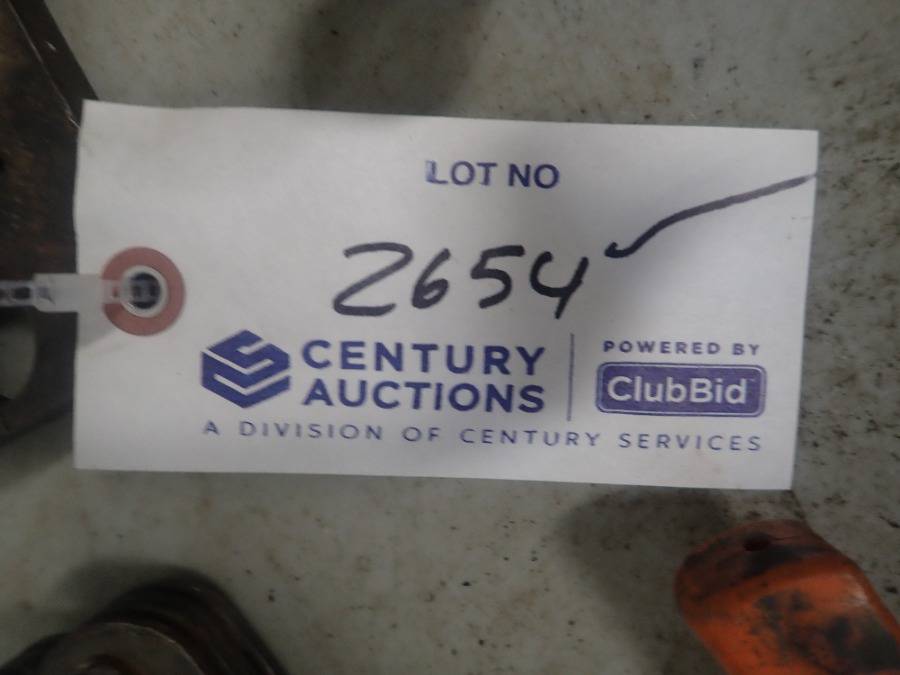 LOT NO
2654
CENTURY
AUCTIONS
A DIVISION OF CENTURY SERVICES
POWERED BY
ClubBid